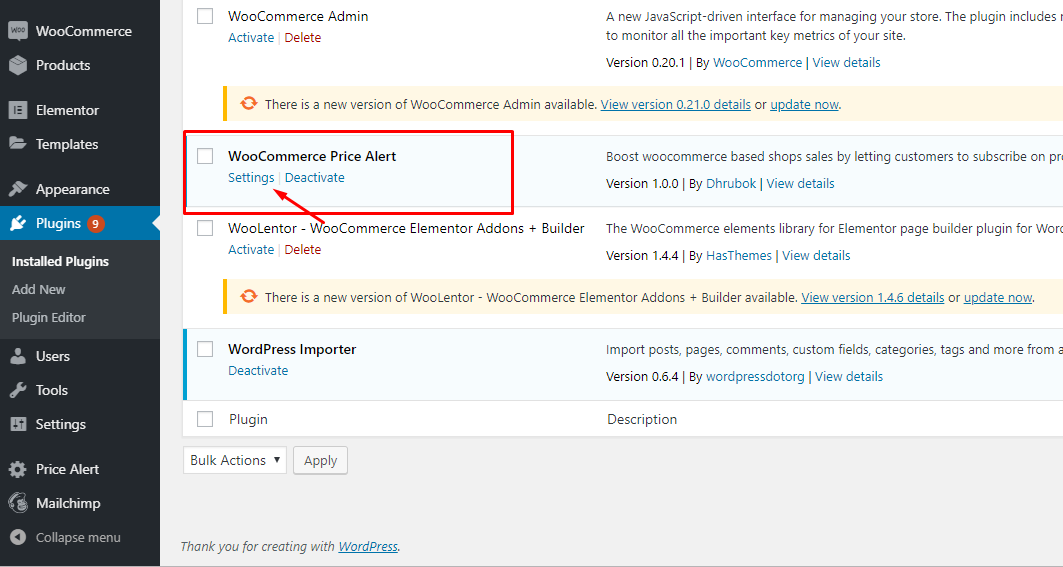 WooCommerce
Products
Elementor
Templates
Appearance
Plugins 9
Installed Plugins
Add New
Plugin Editor
Users
Tools
Settings
Price Alert
Mailchimp
Collapse menu
WooCommerce Admin
Activate | Delete
A new JavaScript-driven interface for managing your store. The plugin includes
to monitor all the important key metrics of your site.
Version 0.20.1 | By WooCommerce | View details
There is a new version of WooCommerce Admin available. View version 0.21.0 details or update now.
WooCommerce Price Alert
Settings | Deactivate
Boost woocommerce based shops sales by letting customers to subscribe on
Version 1.0.0 | By Dhrubok | View details
WooLentor - WooCommerce Elementor Addons + Builder
Activate | Delete
The WooCommerce elements library for Elementor page builder plugin for
Version 1.4.4 | By HasThemes | View details
There is a new version of WooLentor - WooCommerce Elementor Addons + Builder available. View version 1.4.6 details or update now.
WordPress Importer
Deactivate
Import posts, pages, comments, custom fields, categories, tags and more from
Version 0.6.4 | By wordpressdotorg | View details
Plugin
Description
Bulk Actions
Apply
Thank you for creating with WordPress.